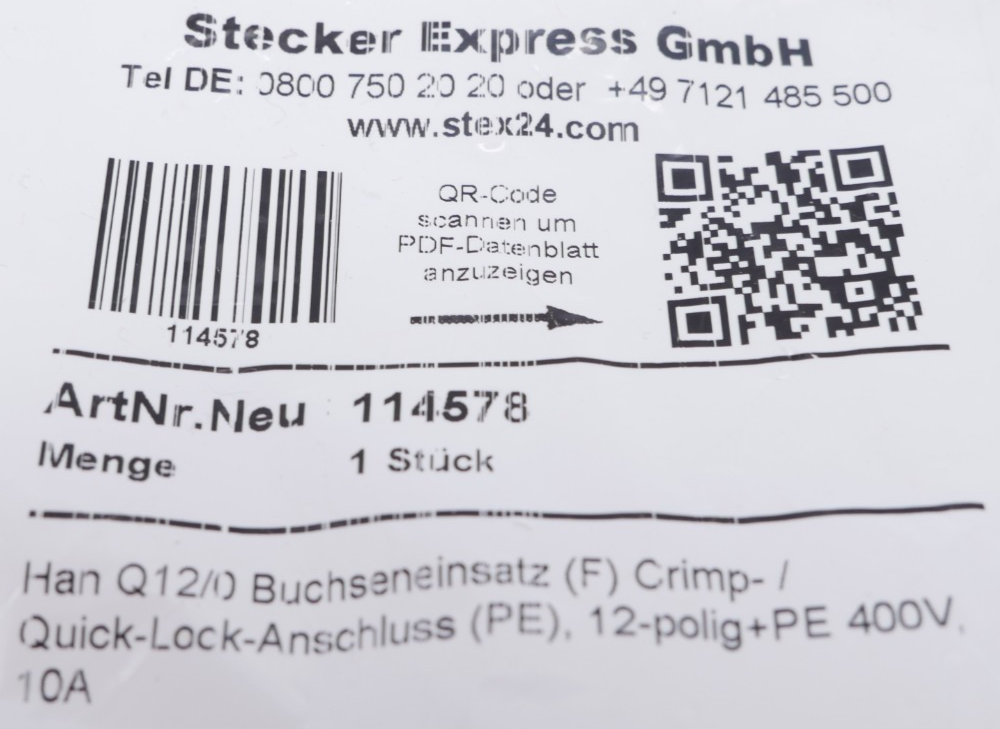 Stecker Express GmbH
Tel DE: 0800 750 20 20 oder +49 7121 485 500
www.stex24.com
QR-Code
scannen um
PDF-Datenblatt
anzuzeigen
114578
ArtNr.Neu : 114578
Menge 1 Stück
Han Q12/0 Buchseneinsatz (F) Crimp- /
Quick-Lock-Anschluss (PE), 12-polig+PE 400V,
10A